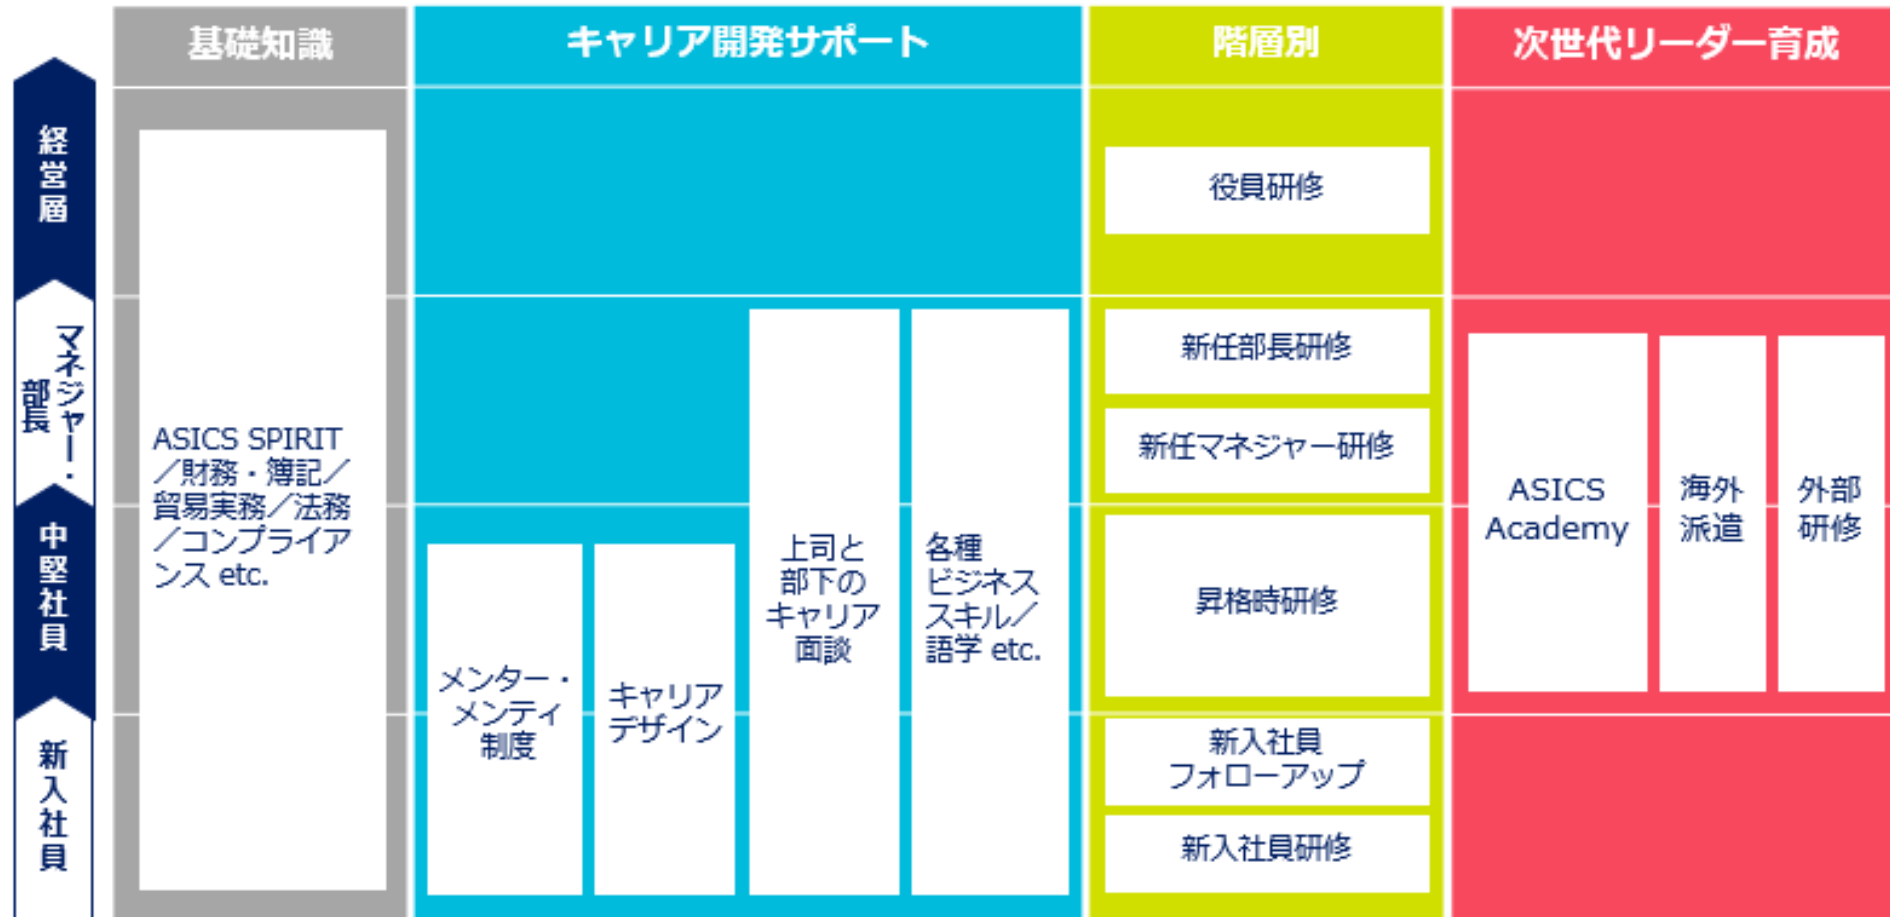 基礎知識
キャリア開発サポート
階層別
次世代リーダー育成
経営層
マネジャー・
部長
中堅社員
新入社員
ASICS SPIRIT
／財務・簿記／
貿易実務／法務
／コンプライア
ンス etc.
メンター・
メンティ
制度
キャリア
デザイン
上司と
部下の
キャリア
面談
各種
ビジネス
スキル／
語学 etc.
役員研修
新任部長研修
新任マネジャー研修
昇格時研修
新入社員
フォローアップ
新入社員研修
ASICS
Academy
海外
派遣
外部
研修